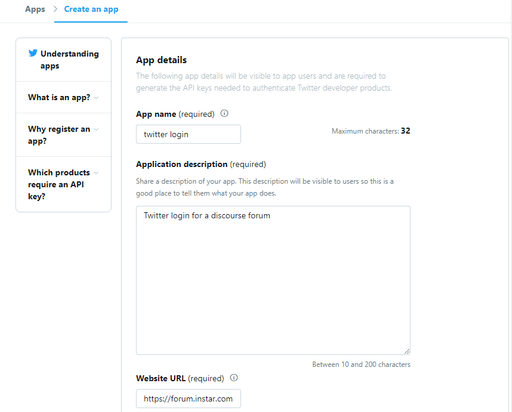 Apps > Create an app
Understanding
apps
What is an app?
Why register an
app?
Which products
require an API
key?
App details
The following app details will be visible to app users and are required to
generate the API keys needed to authenticate Twitter developer products.
App name (required)
twitter login
Maximum characters: 32
Application description (required)
Share a description of your app. This description will be visible to users so this is a
good place to tell them what your app does.
Twitter login for a discourse forum
Between 10 and 200 characters
Website URL (required)
https://forum.instar.com